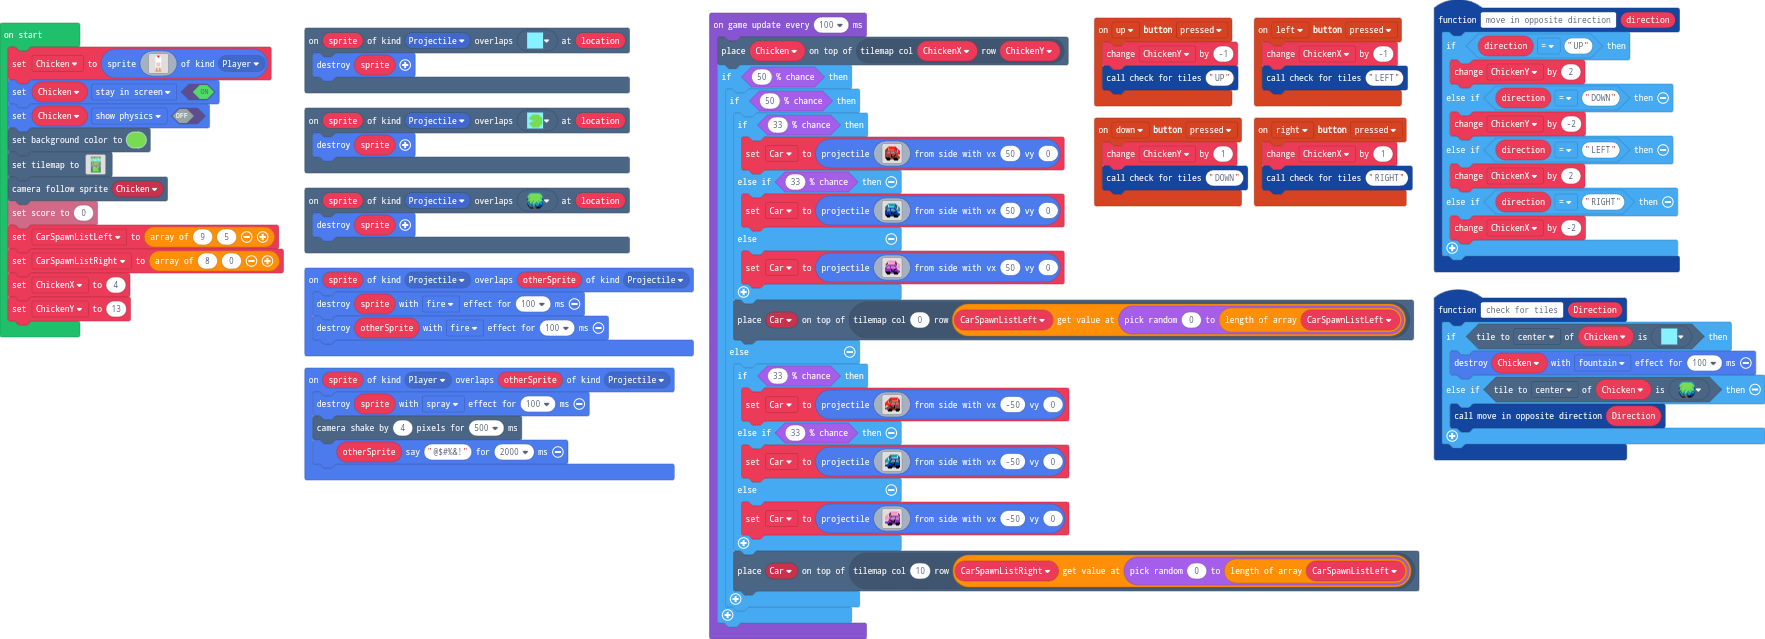 on start
set Chicken to sprite of kind Player
set Chicken stay in screen ON
set Chicken show physics OFF
set background color to
set tilemap to
camera follow sprite Chicken
set score to 0
set CarSpawnListLeft to array of 9 5
set CarSpawnListRight to array of 8 0
set ChickenX to 4
set ChickenY to 13
on sprite of kind Projectile overlaps at location
destroy sprite
on sprite of kind Projectile overlaps at location
destroy sprite
on sprite of kind Projectile overlaps at location
destroy sprite
on sprite of kind Projectile overlaps otherSprite of kind Projectile
destroy sprite with fire effect for 100 ms
destroy otherSprite with fire effect for 100 ms
on sprite of kind Player overlaps otherSprite of kind Projectile
destroy sprite with spray effect for 100 ms
camera shake by 4 pixels for 500 ms
otherSprite say "@$#%&!" for 2000 ms
on game update every 100 ms
place Chicken on top of tilemap col ChickenX row ChickenY
if 50 % chance then
if 50 % chance then
if 33 % chance then
set Car to projectile from side with vx 50 vy 0
else if 33 % chance then
set Car to projectile from side with vx 50 vy 0
else
set Car to projectile from side with vx 50 vy 0
place Car on top of tilemap col 0 row CarSpawnListLeft get value at pick random 0 to length of array CarSpawnListLeft
else
if 33 % chance then
set Car to projectile from side with vx -50 vy 0
else if 33 % chance then
set Car to projectile from side with vx -50 vy 0
else
set Car to projectile from side with vx -50 vy 0
place Car on top of tilemap col 10 row CarSpawnListRight get value at pick random 0 to length of array CarSpawnListLeft
on up button pressed
change ChickenY by -1
call check for tiles "UP"
on left button pressed
change ChickenX by -1
call check for tiles "LEFT"
on down button pressed
change ChickenY by 1
call check for tiles "DOWN"
on right button pressed
change ChickenX by 1
call check for tiles "RIGHT"
function move in opposite direction direction
if direction = "UP" then
change ChickenY by 2
else if direction = "DOWN" then
change ChickenY by -2
else if direction = "LEFT" then
change ChickenX by 2
else if direction = "RIGHT" then
change ChickenX by -2
function check for tiles Direction
if tile to center of Chicken is then
destroy Chicken with fountain effect for 100 ms
else if tile to center of Chicken is then
call move in opposite direction Direction